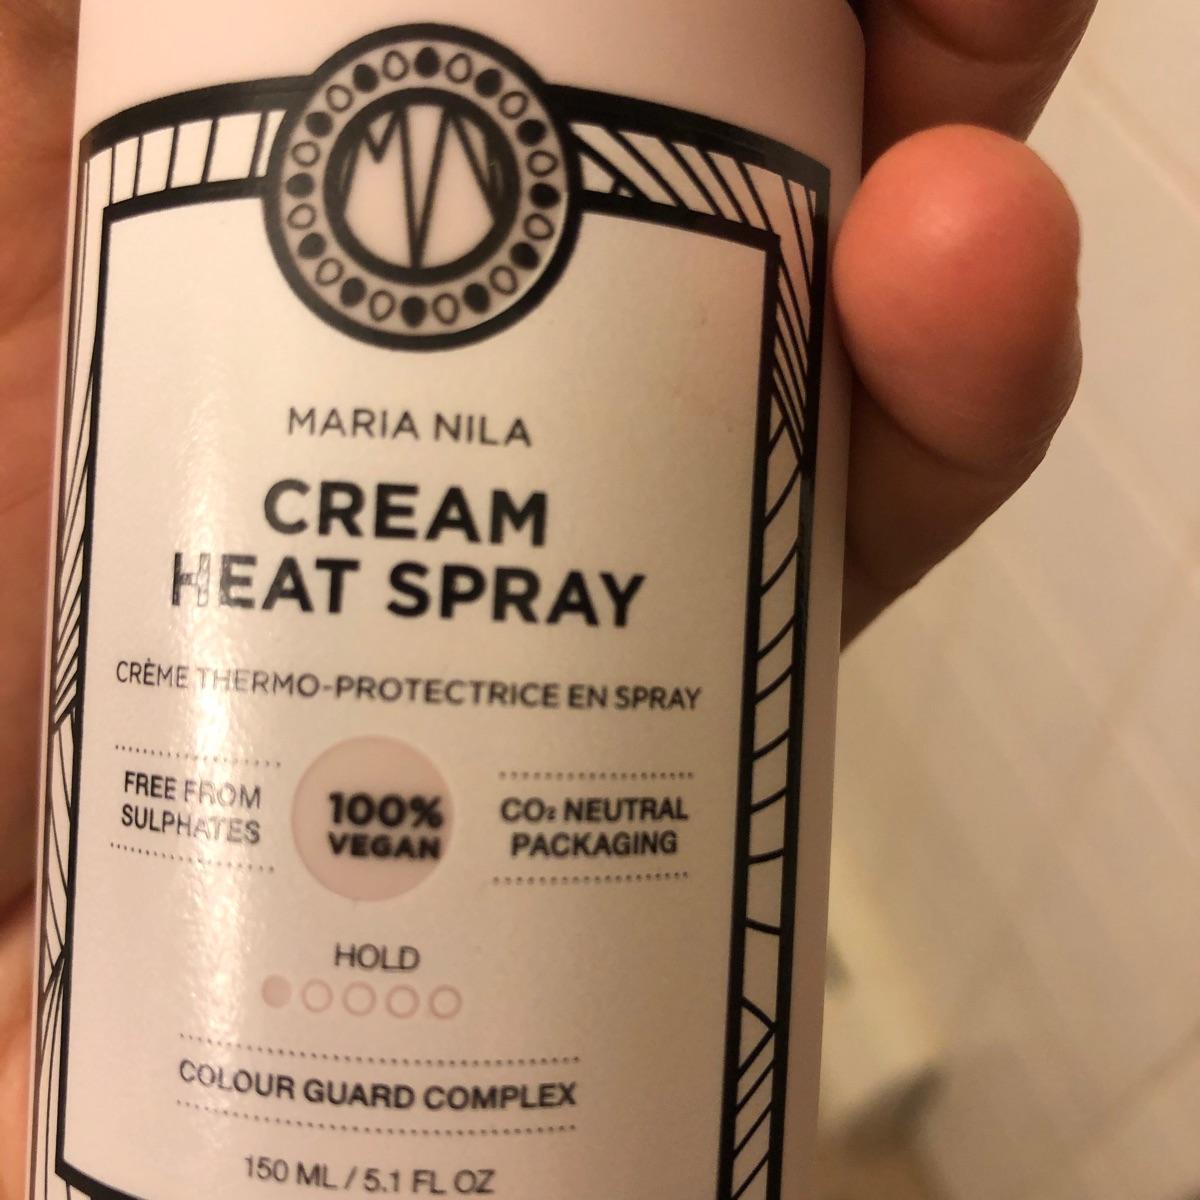 MARIA NILA
CREAM
HEAT SPRAY
CRÈME THERMO-PROTECTRICE EN SPRAY
FREE FROM
SULPHATES
100%
VEGAN
CO₂ NEUTRAL
PACKAGING
HOLD
COLOUR GUARD COMPLEX
150 ML / 5.1 FL OZ